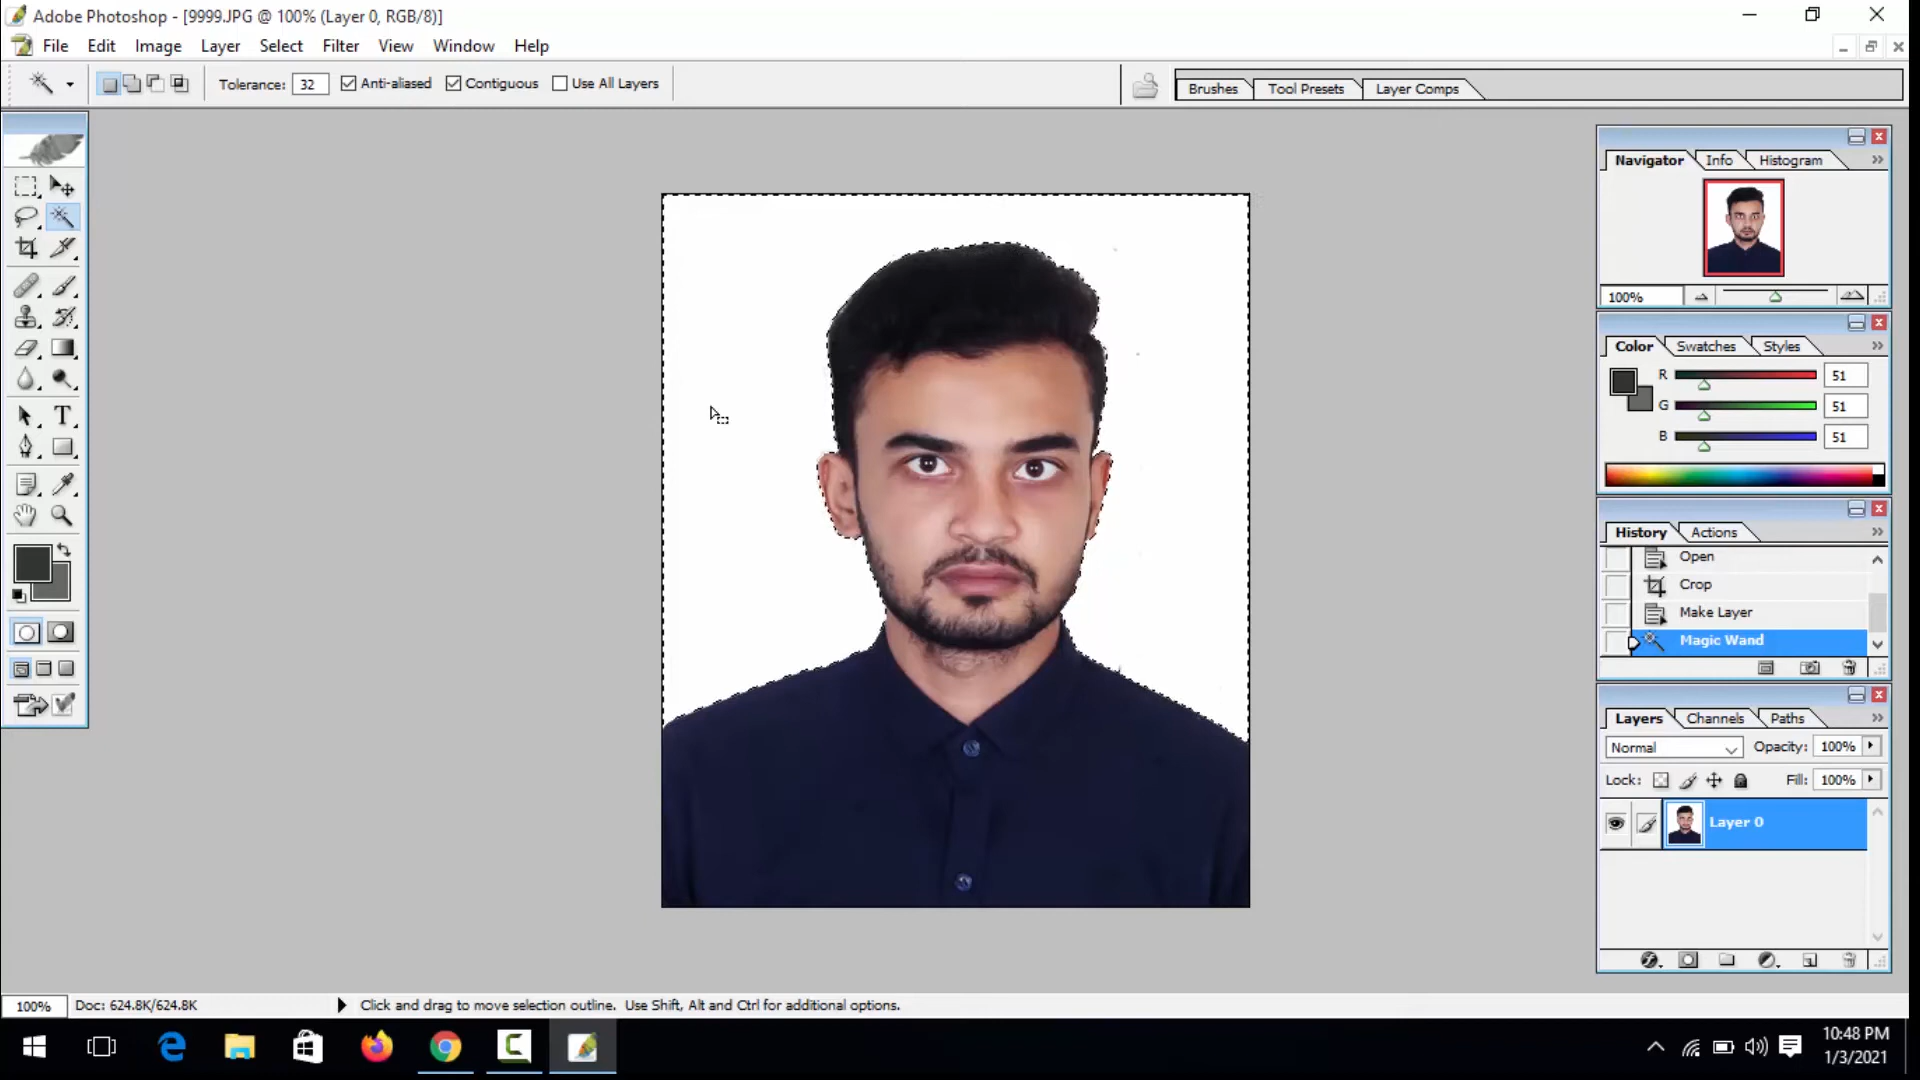 Adobe Photoshop - [9999.JPG @ 100% (Layer 0, RGB/8)]
File Edit Image Layer Select Filter View Window Help
Tolerance: 32 Anti-aliased Contiguous Use All Layers
Brushes Tool Presets Layer Comps
Navigator Info Histogram
100%
Color Swatches Styles
R 51
G 51
B 51
History Actions
Open
Crop
Make Layer
Magic Wand
Layers Channels Paths
Normal Opacity: 100%
Lock: Fill: 100%
Layer 0
T
100% Doc: 624.8K/624.8K Click and drag to move selection outline. Use Shift, Alt and Ctrl for additional options.
10:48 PM
1/3/2021